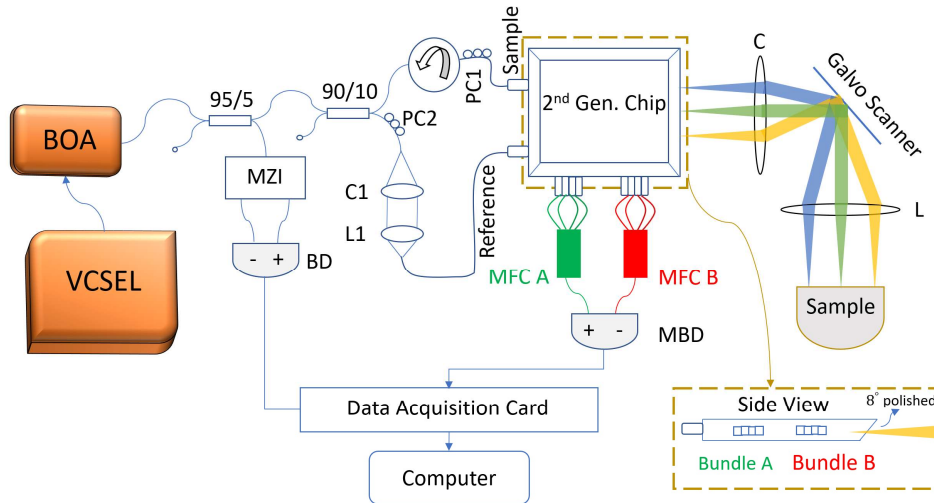 BOA
VCSEL
95/5
MZI
- +
BD
90/10
PC2
C1
L1
PC1
Sample
Reference
2nd Gen. Chip
MFC A
MFC B
+ -
MBD
C
Galvo Scanner
L
Sample
Data Acquisition Card
Computer
Side View
8° polished
Bundle A
Bundle B